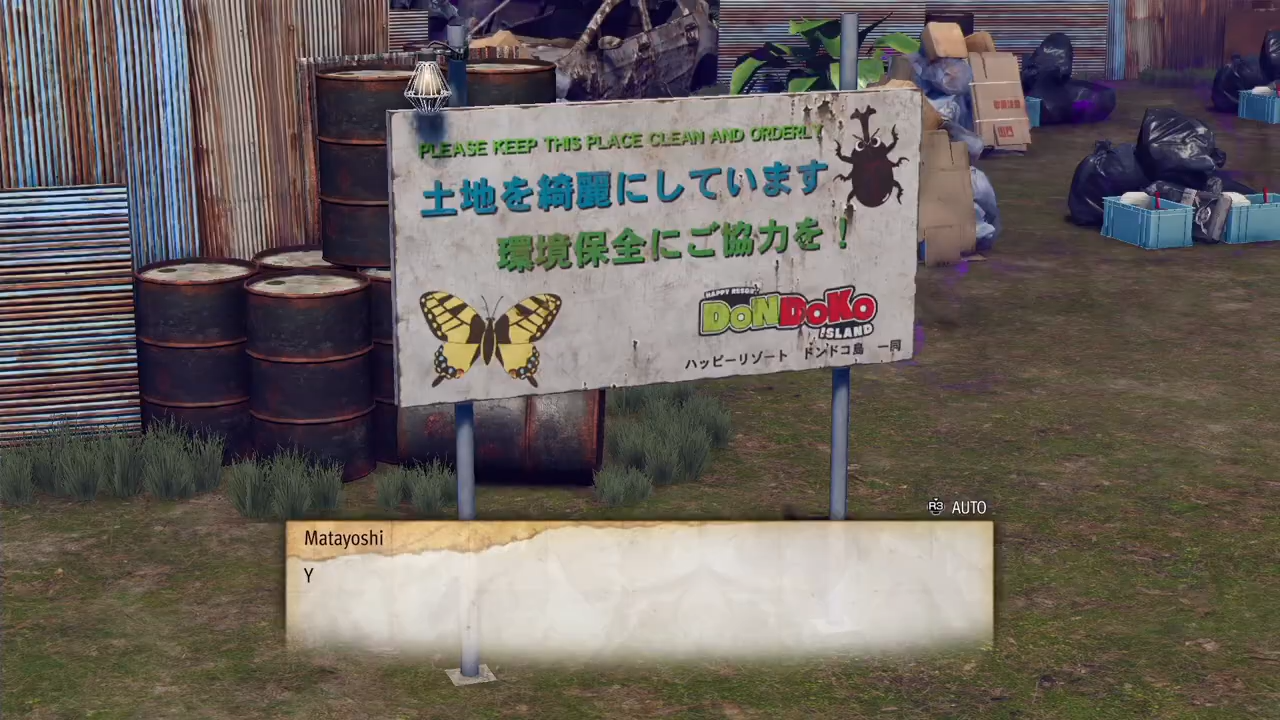 PLEASE KEEP THIS PLACE CLEAN AND ORDERLY
土地を綺麗にしています
環境保全にご協力を！
HAPPY RESORT
DONDOKO
ISLAND
ハッピーリゾート ドンドコ島 一同
R3 AUTO
Matayoshi
Y